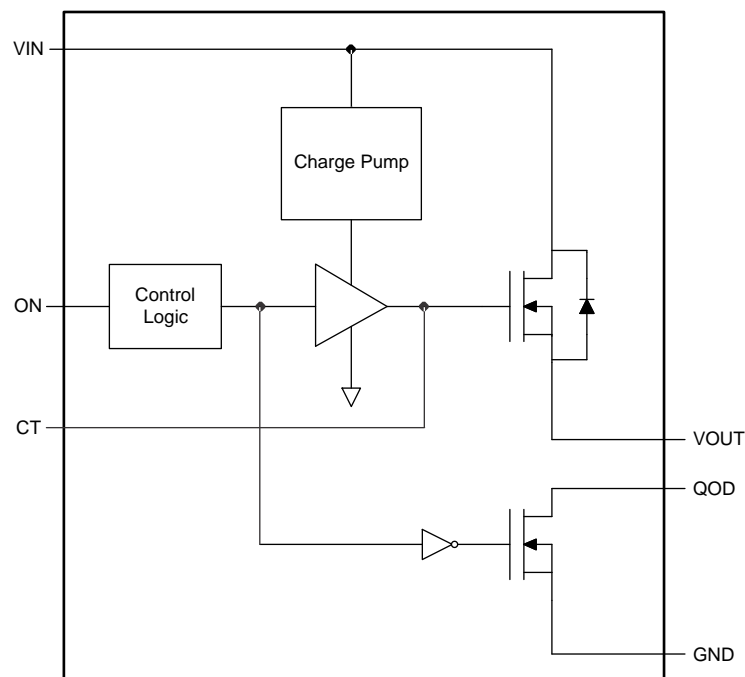 VIN
Charge Pump
ON
Control
Logic
CT
VOUT
QOD
GND